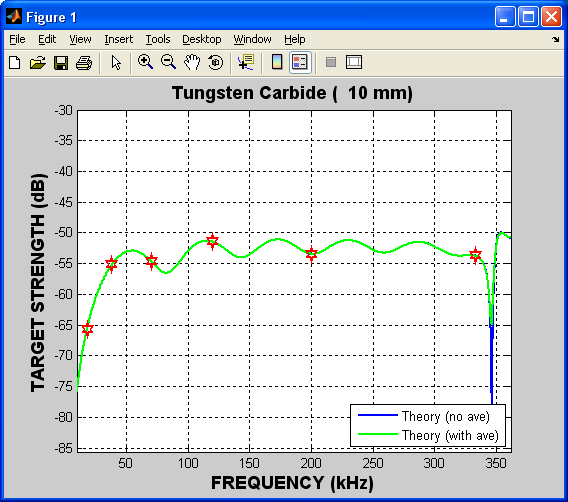 Figure 1
File Edit View Insert Tools Desktop Window Help
Tungsten Carbide ( 10 mm)
TARGET STRENGTH (dB)
-30
-35
-40
-45
-50
-55
-60
-65
-70
-75
-80
-85
Theory (no ave)
Theory (with ave)
50 100 150 200 250 300 350
FREQUENCY (kHz)